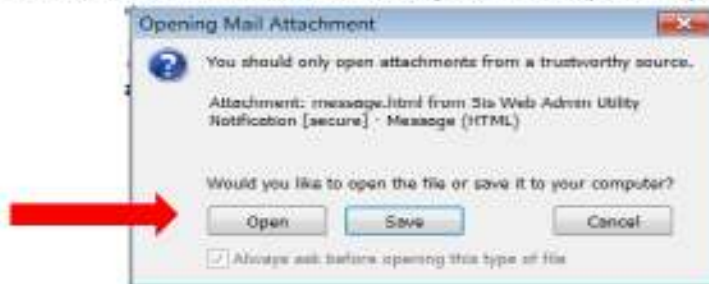 Opening Mail Attachment
You should only open attachments from a trustworthy source.
Attachment: message.html from Sis Web Admin Utility
Notification [secure] - Message (HTML)
Would you like to open the file or save it to your computer?
Open Save Cancel
Always ask before opening this type of file